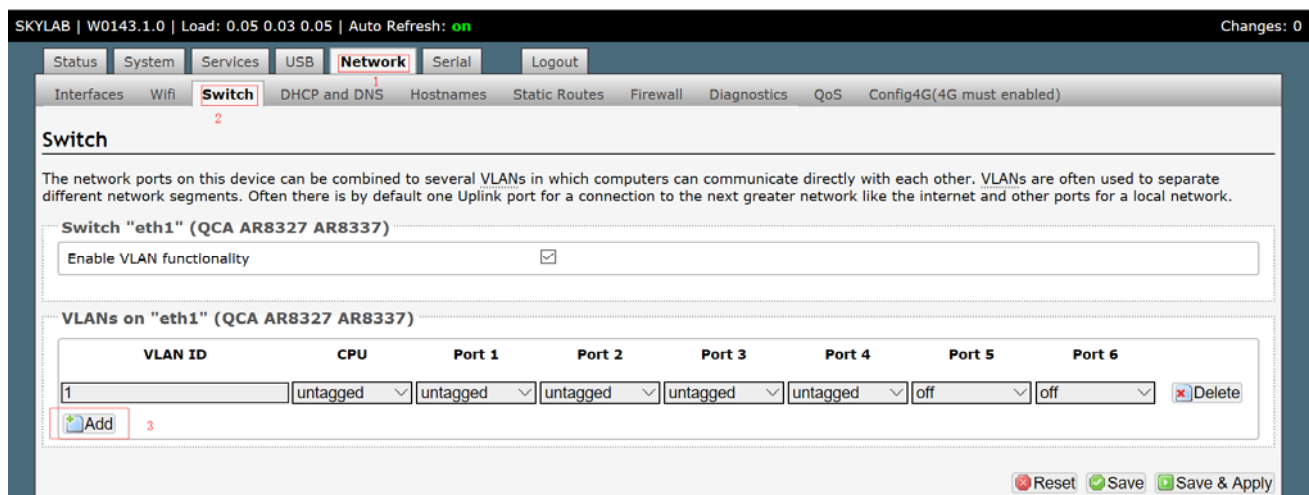 SKYLAB | W0143.1.0 | Load: 0.05 0.03 0.05 | Auto Refresh: on Changes: 0
Status System Services USB Network Serial Logout
1
Interfaces Wifi Switch DHCP and DNS Hostnames Static Routes Firewall Diagnostics QoS Config4G(4G must enabled)
2
Switch
The network ports on this device can be combined to several VLANs in which computers can communicate directly with each other. VLANs are often used to separate
different network segments. Often there is by default one Uplink port for a connection to the next greater network like the internet and other ports for a local network.
Switch "eth1" (QCA AR8327 AR8337)
Enable VLAN functionality
VLANs on "eth1" (QCA AR8327 AR8337)
VLAN ID CPU Port 1 Port 2 Port 3 Port 4 Port 5 Port 6
1 untagged untagged untagged untagged untagged off off Delete
Add 3
Reset Save Save & Apply